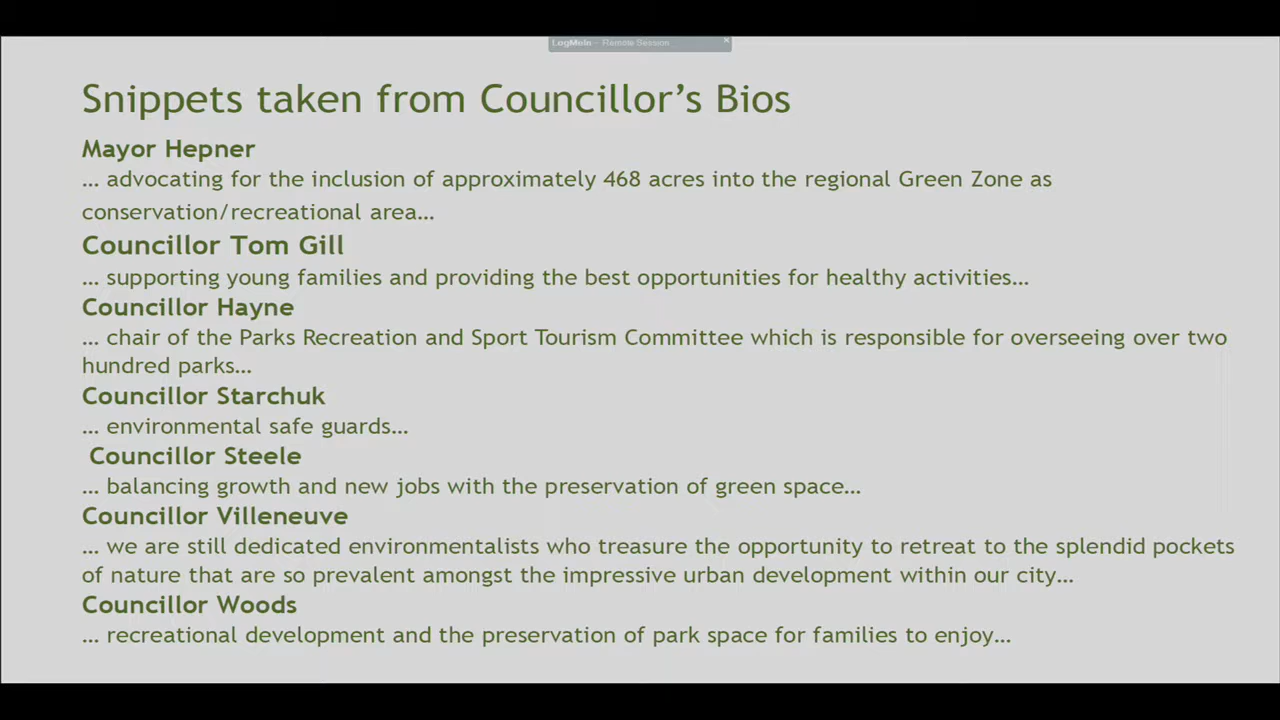 LogMeIn - Remote Session
Snippets taken from Councillor's Bios
Mayor Hepner
… advocating for the inclusion of approximately 468 acres into the regional Green Zone as
conservation/recreational area…
Councillor Tom Gill
… supporting young families and providing the best opportunities for healthy activities…
Councillor Hayne
… chair of the Parks Recreation and Sport Tourism Committee which is responsible for overseeing over two
hundred parks…
Councillor Starchuk
… environmental safe guards…
Councillor Steele
… balancing growth and new jobs with the preservation of green space…
Councillor Villeneuve
… we are still dedicated environmentalists who treasure the opportunity to retreat to the splendid pockets
of nature that are so prevalent amongst the impressive urban development within our city…
Councillor Woods
… recreational development and the preservation of park space for families to enjoy…